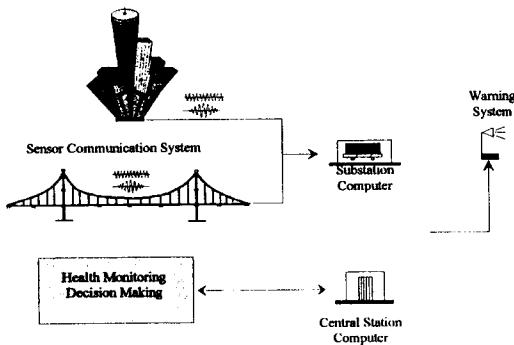 Warning
System
Sensor Communication System
Substation
Computer
Health Monitoring
Decision Making
Central Station
Computer